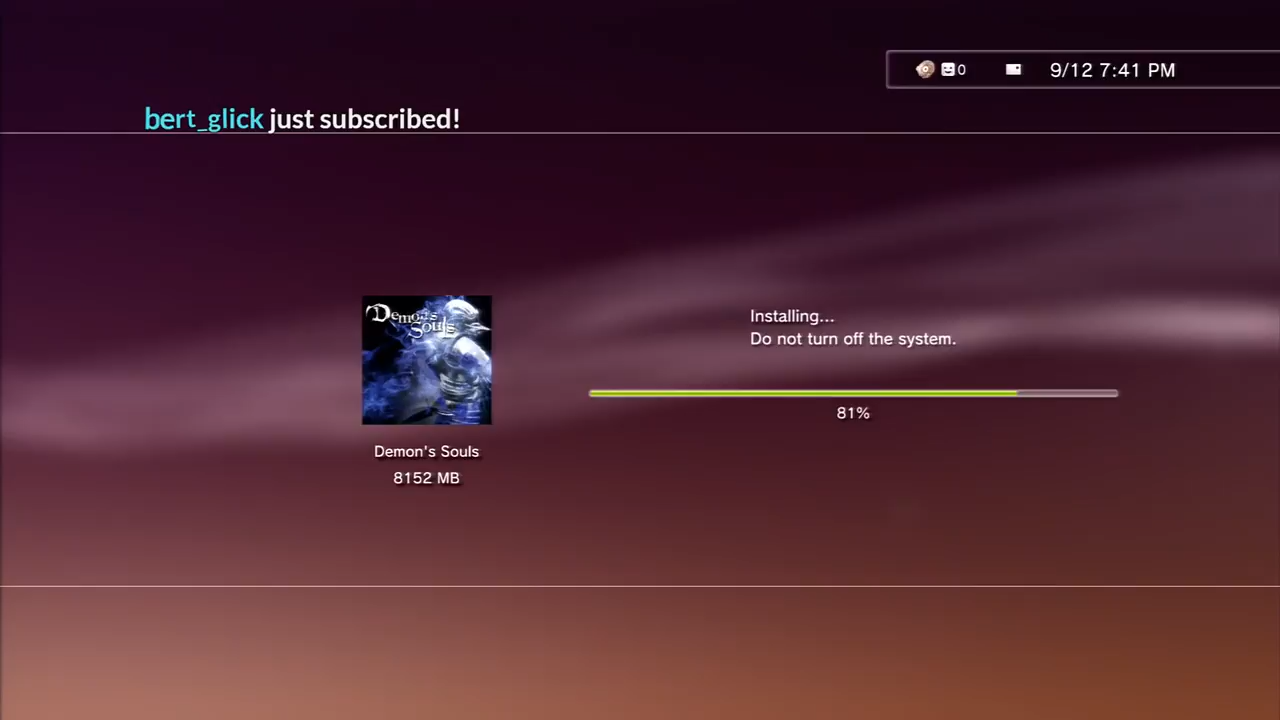 0 9/12 7:41 PM
bert_glick just subscribed!
Demon's
Souls
Installing...
Do not turn off the system.
81%
Demon's Souls
8152 MB